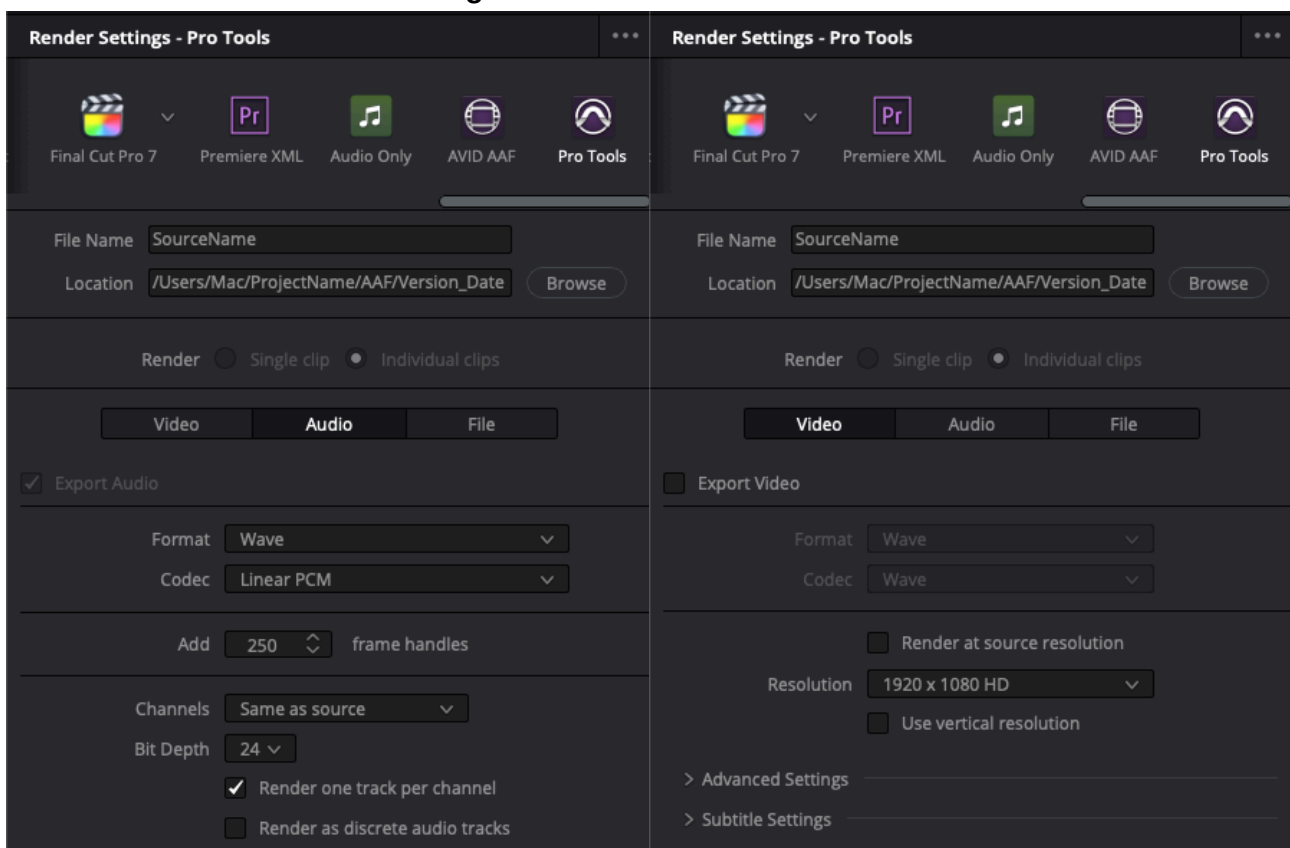 Render Settings - Pro Tools
Final Cut Pro 7
Pr
Premiere XML
Audio Only
AVID AAF
Pro Tools
File Name SourceName
Location /Users/Mac/ProjectName/AAF/Version_Date Browse
Render Single clip Individual clips
Video Audio File
Export Audio
Format Wave
Codec Linear PCM
Add 250 frame handles
Channels Same as source
Bit Depth 24
Render one track per channel
Render as discrete audio tracks
Render Settings - Pro Tools
Final Cut Pro 7
Pr
Premiere XML
Audio Only
AVID AAF
Pro Tools
File Name SourceName
Location /Users/Mac/ProjectName/AAF/Version_Date Browse
Render Single clip Individual clips
Video Audio File
Export Video
Format Wave
Codec Wave
Render at source resolution
Resolution 1920 x 1080 HD
Use vertical resolution
Advanced Settings
Subtitle Settings